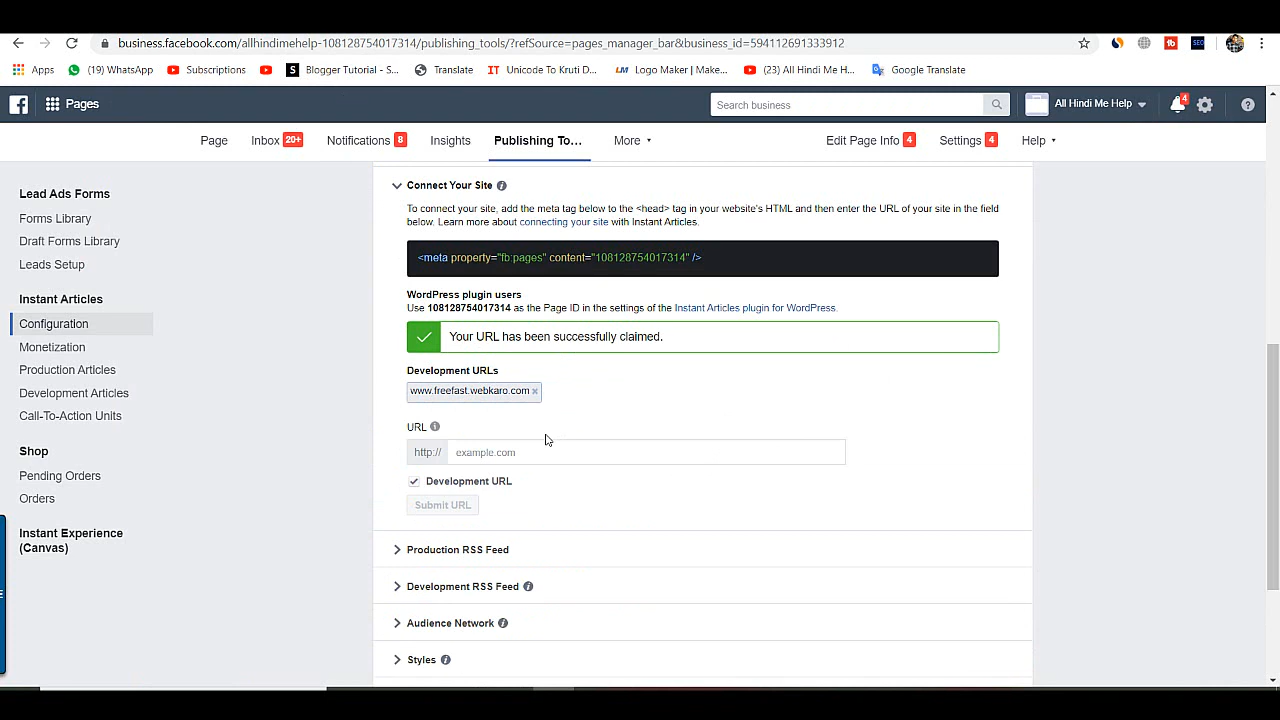 business.facebook.com/allhindimehelp-108128754017314/publishing_tools/?refSource=pages_manager_bar&business_id=594112691333912
Apps (19) WhatsApp Subscriptions Blogger Tutorial - S... Translate Unicode To Kruti D... Logo Maker | Make... (23) All Hindi Me H... Google Translate
Pages Search business All Hindi Me Help 4
Page Inbox 20+ Notifications 8 Insights Publishing To... More Edit Page Info 4 Settings 4 Help
Lead Ads Forms
Forms Library
Draft Forms Library
Leads Setup
Instant Articles
Configuration
Monetization
Production Articles
Development Articles
Call-To-Action Units
Shop
Pending Orders
Orders
Instant Experience
(Canvas)
Connect Your Site
To connect your site, add the meta tag below to the <head> tag in your website's HTML and then enter the URL of your site in the field
below. Learn more about connecting your site with Instant Articles.
<meta property="fb:pages" content="108128754017314" />
WordPress plugin users
Use 108128754017314 as the Page ID in the settings of the Instant Articles plugin for WordPress.
Your URL has been successfully claimed.
Development URLs
www.freefast.webkaro.com ×
URL
http:// example.com
Development URL
Submit URL
Production RSS Feed
Development RSS Feed
Audience Network
Styles